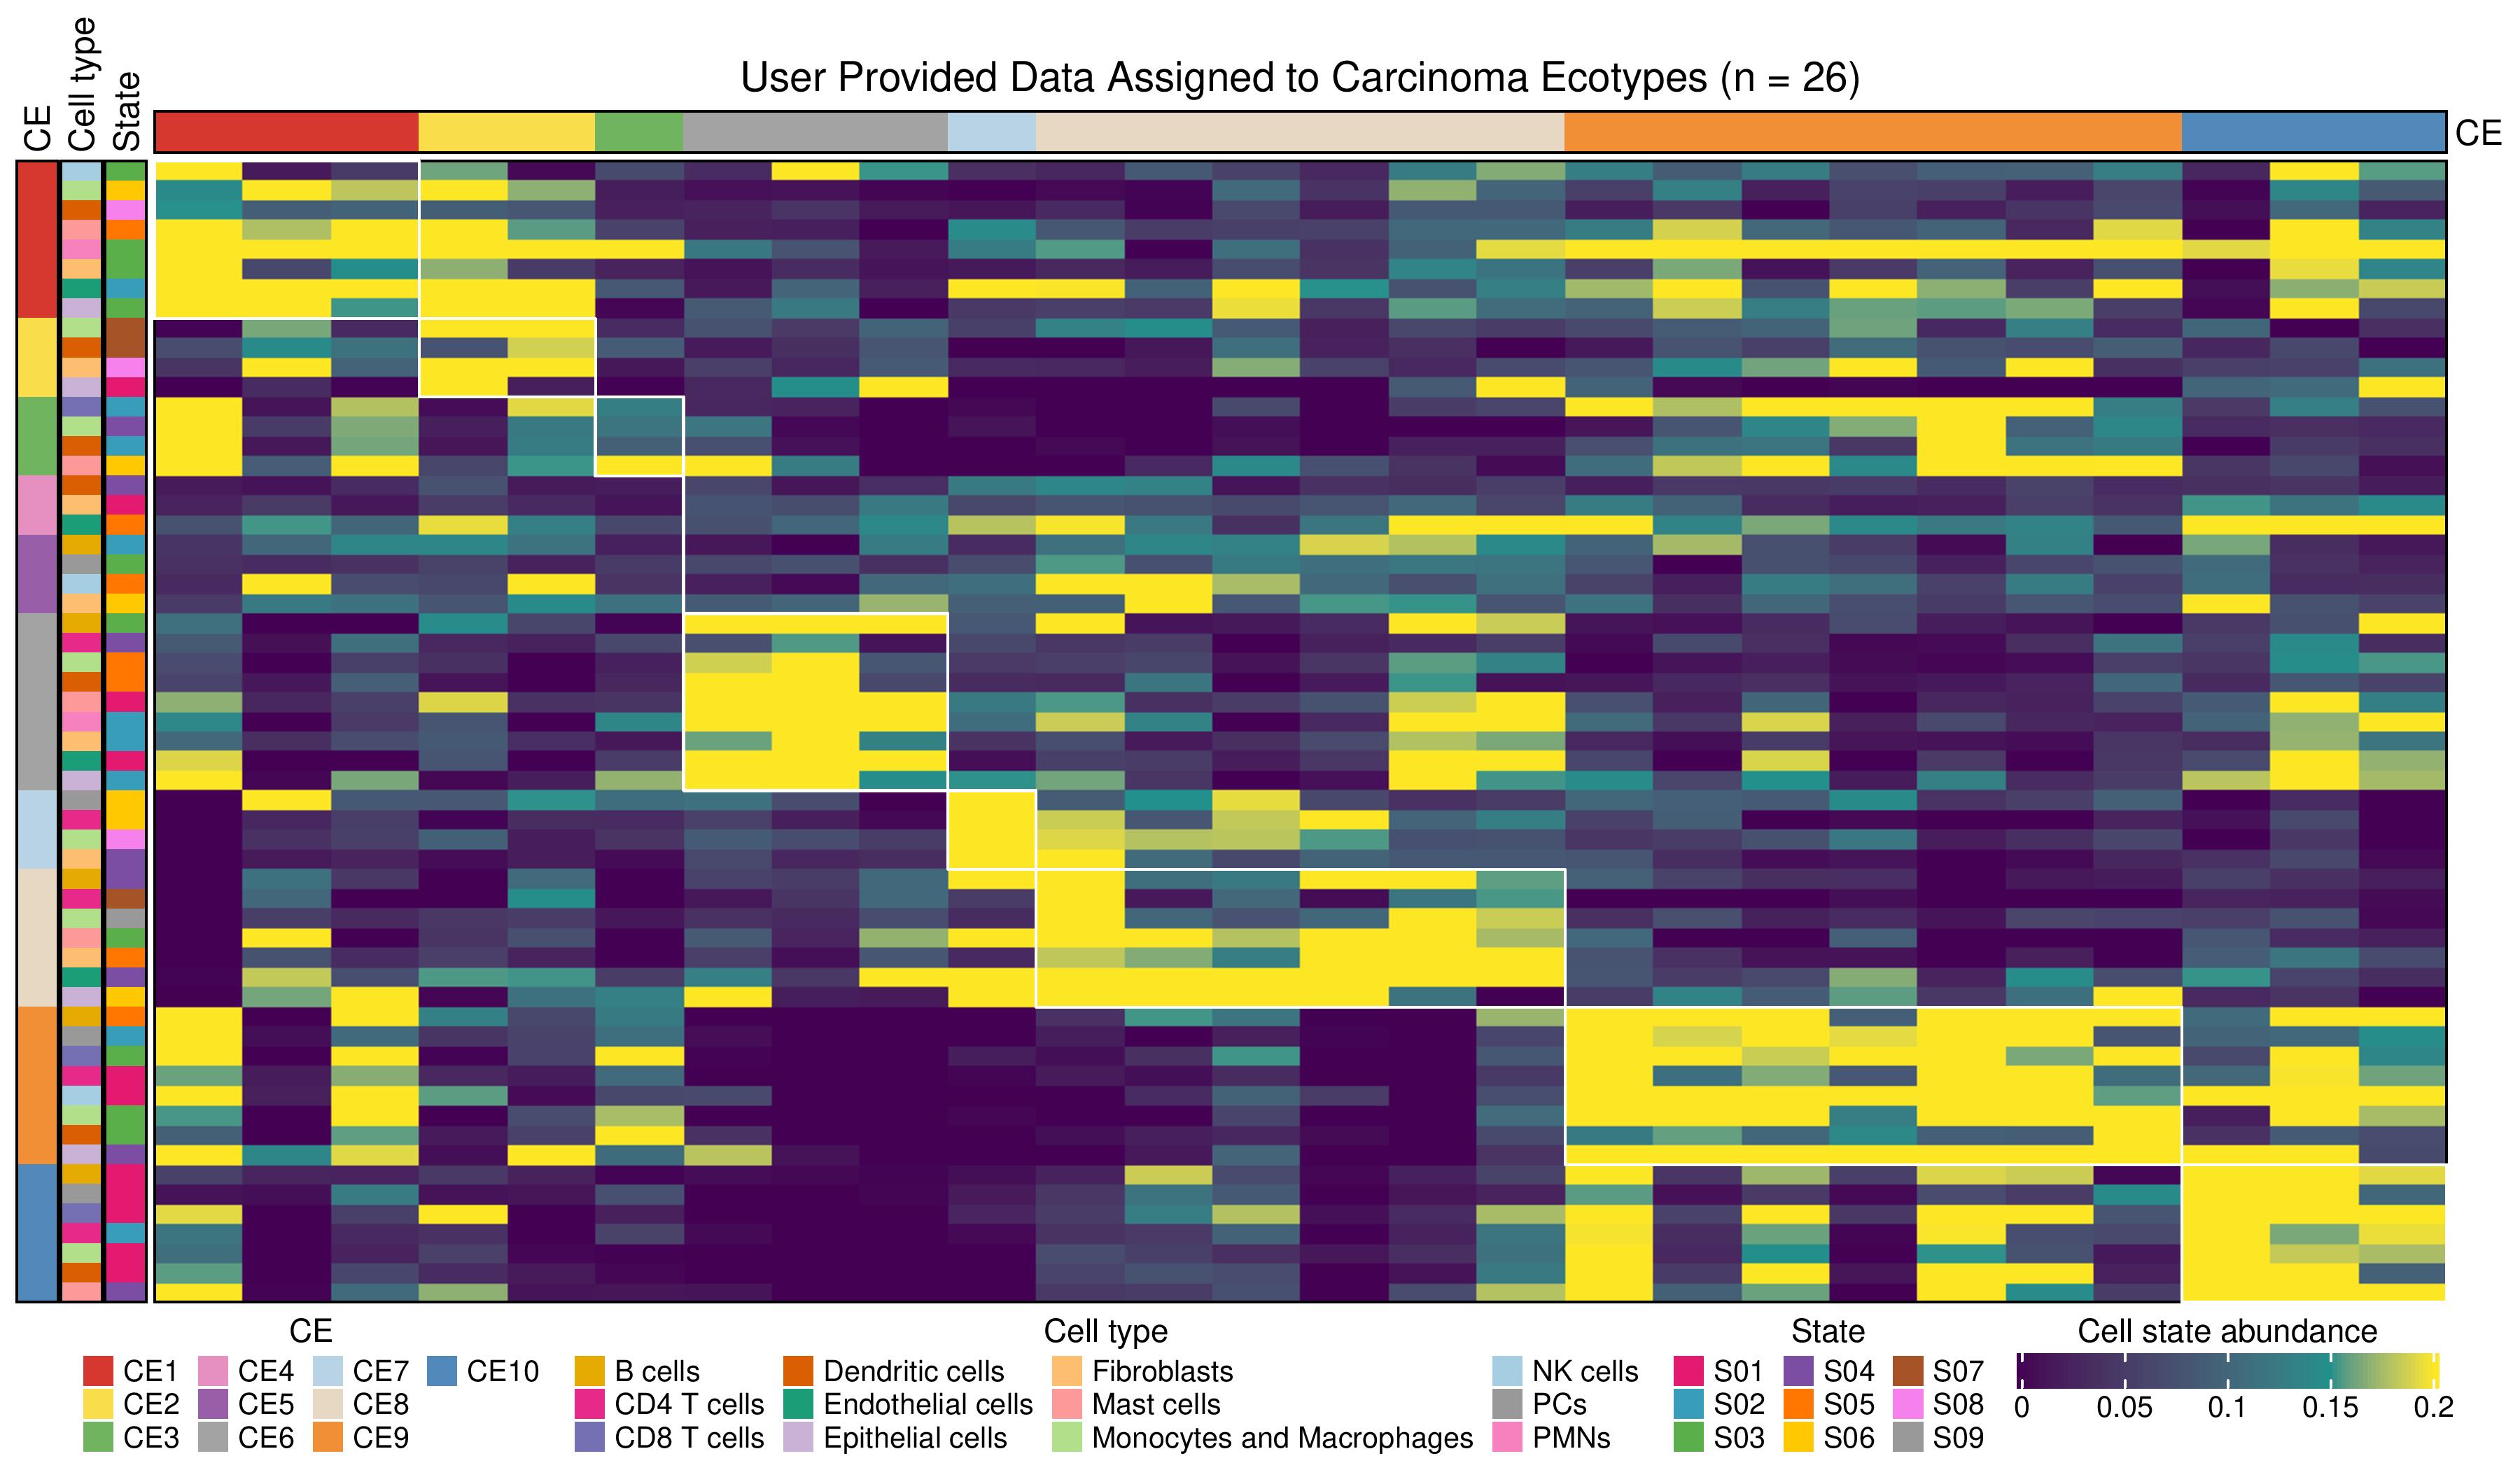 CE
Cell type
State
User Provided Data Assigned to Carcinoma Ecotypes (n = 26)
CE
CE
CE1 CE4 CE7 CE10
CE2 CE5 CE8
CE3 CE6 CE9
Cell type
B cells Dendritic cells Fibroblasts NK cells
CD4 T cells Endothelial cells Mast cells PCs
CD8 T cells Epithelial cells Monocytes and Macrophages PMNs
State
S01 S04 S07
S02 S05 S08
S03 S06 S09
Cell state abundance
0 0.05 0.1 0.15 0.2